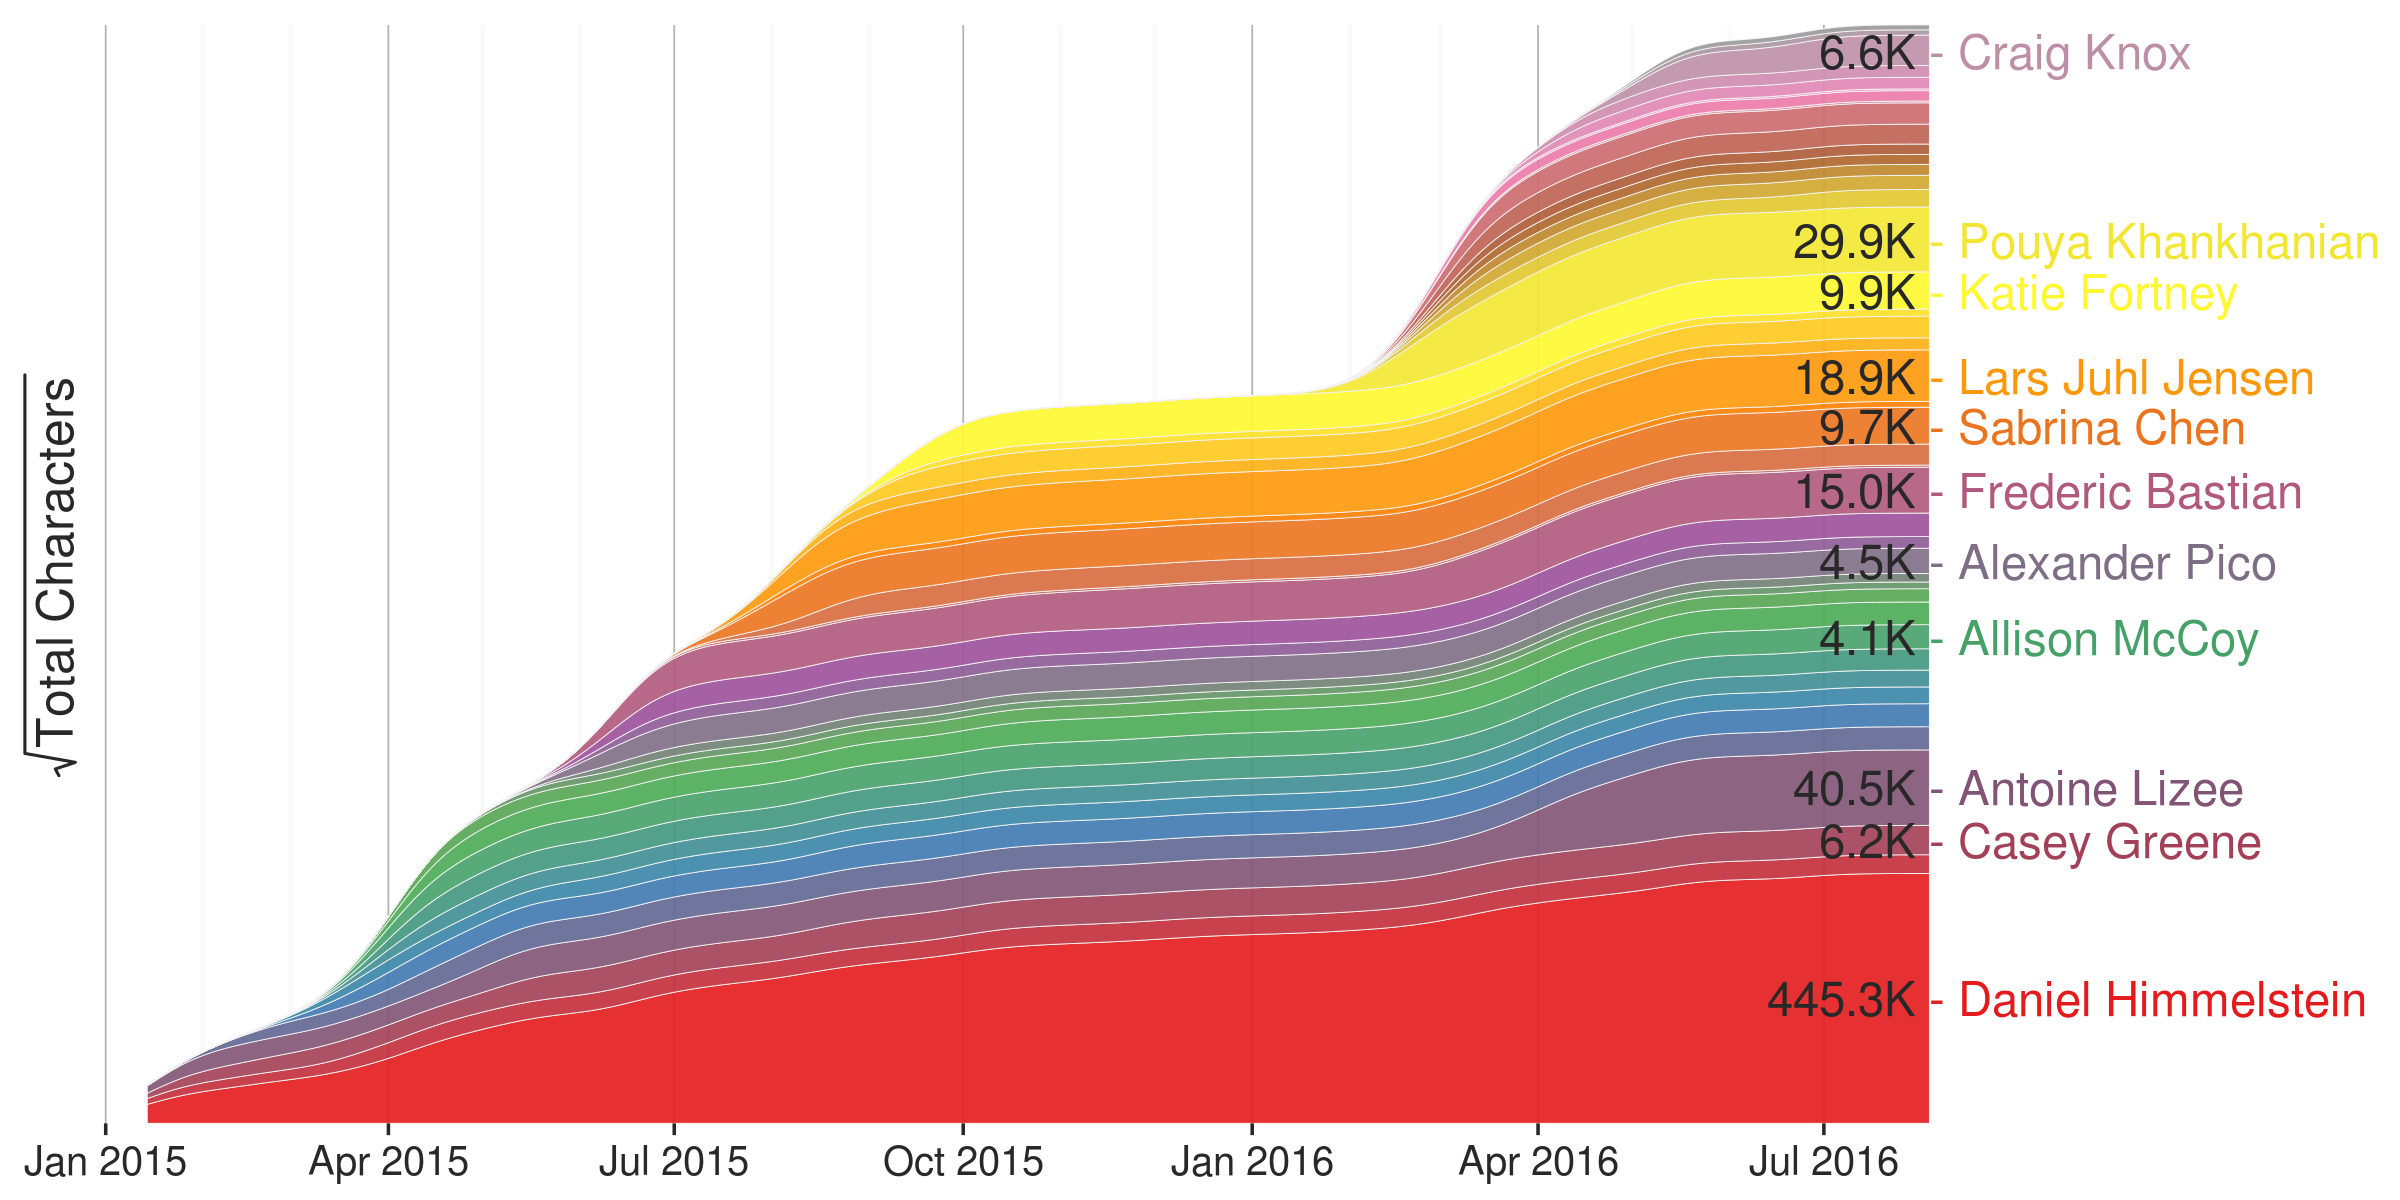 √Total Characters
6.6K - Craig Knox
29.9K - Pouya Khankhanian
9.9K - Katie Fortney
18.9K - Lars Juhl Jensen
9.7K - Sabrina Chen
15.0K - Frederic Bastian
4.5K - Alexander Pico
4.1K - Allison McCoy
40.5K - Antoine Lizee
6.2K - Casey Greene
445.3K - Daniel Himmelstein
Jan 2015 Apr 2015 Jul 2015 Oct 2015 Jan 2016 Apr 2016 Jul 2016